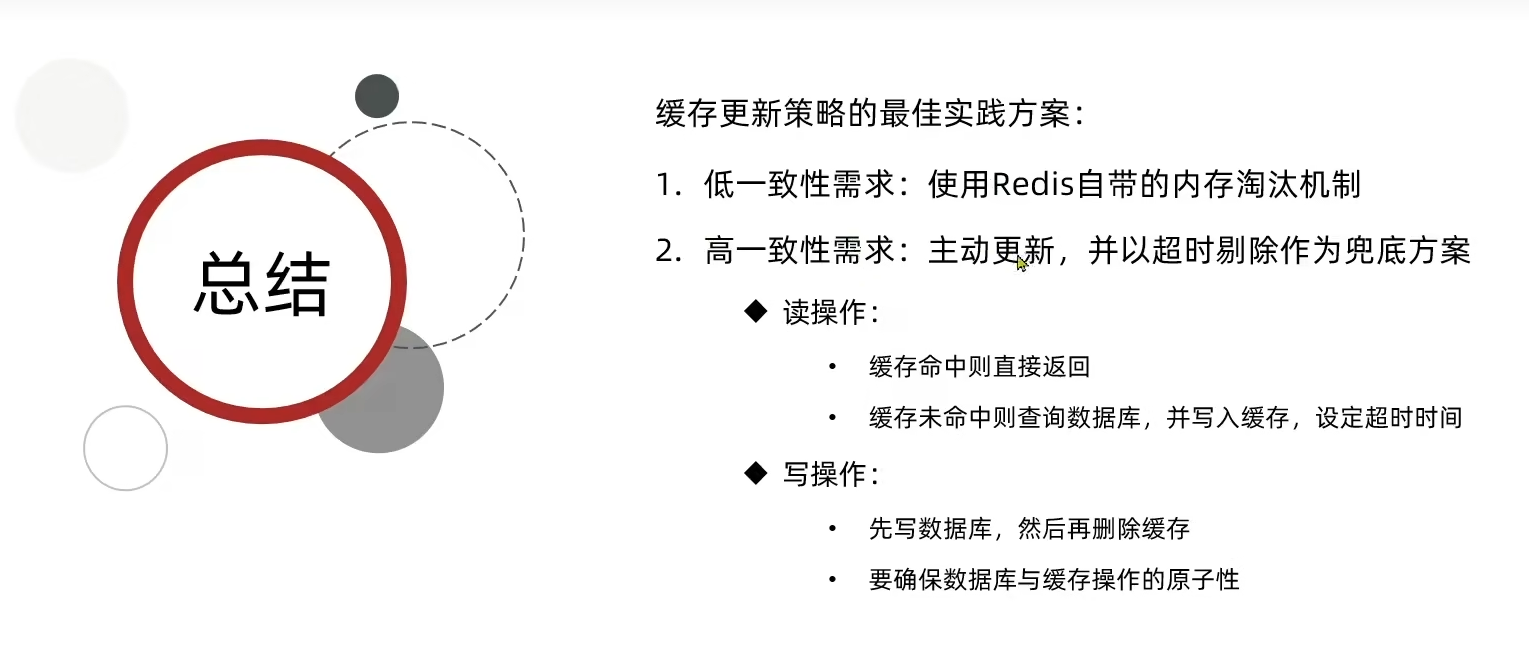 总结
缓存更新策略的最佳实践方案：
1. 低一致性需求：使用Redis自带的内存淘汰机制
2. 高一致性需求：主动更新，并以超时剔除作为兜底方案
◆ 读操作：
• 缓存命中则直接返回
• 缓存未命中则查询数据库，并写入缓存，设定超时时间
◆ 写操作：
• 先写数据库，然后再删除缓存
• 要确保数据库与缓存操作的原子性